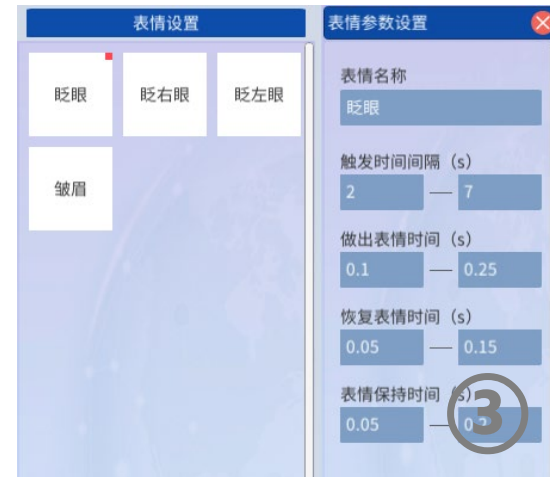 表情设置
眨眼
眨右眼
眨左眼
皱眉
表情参数设置
表情名称
眨眼
触发时间间隔（s）
2 — 7
做出表情时间（s）
0.1 — 0.25
恢复表情时间（s）
0.05 — 0.15
表情保持时间（s）
0.05 —
③